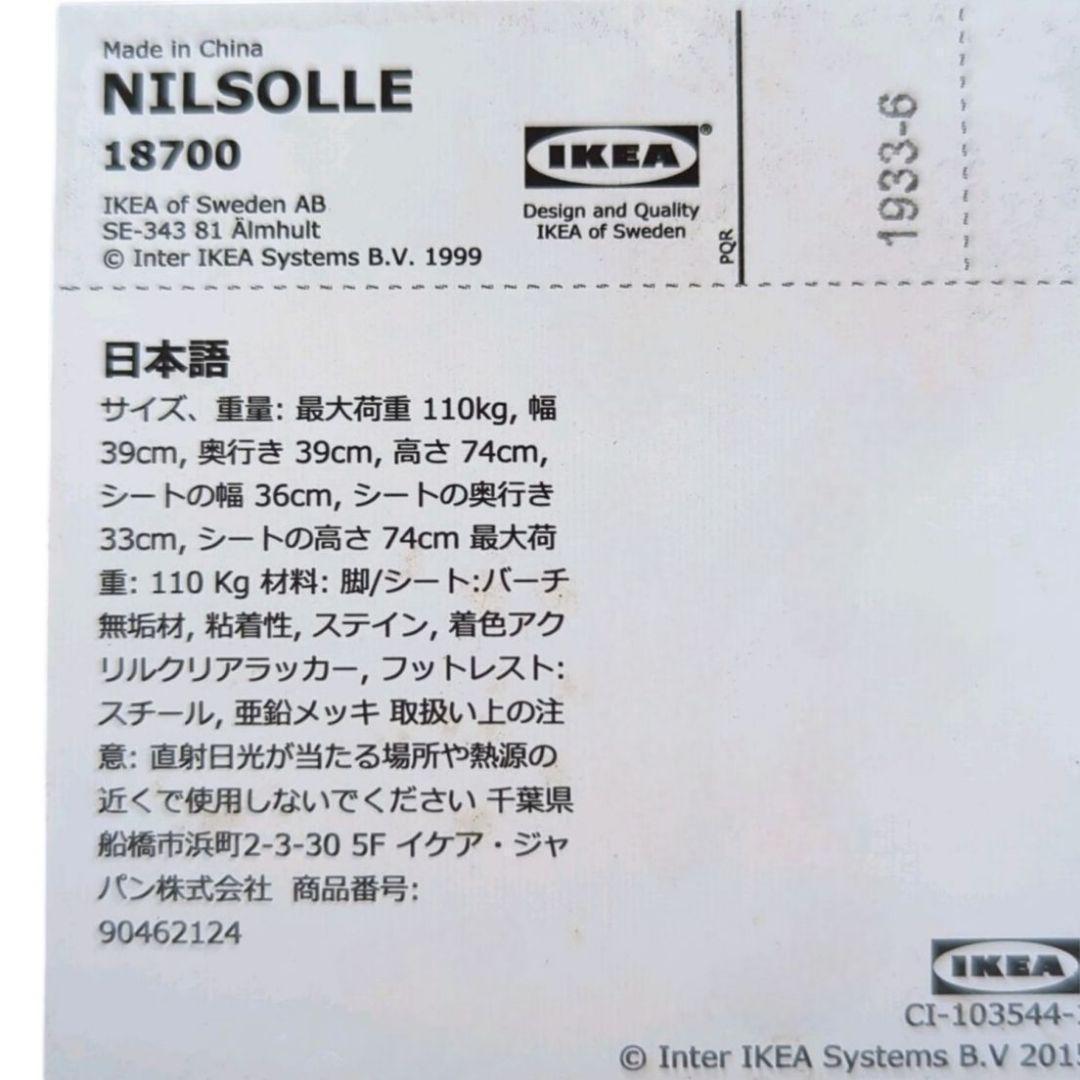 Made in China
NILSOLLE
18700
IKEA of Sweden AB
SE-343 81 Älmhult
© Inter IKEA Systems B.V. 1999
IKEA®
Design and Quality
IKEA of Sweden
PQR
1933-6
日本語
サイズ、重量: 最大荷重 110kg, 幅
39cm, 奥行き 39cm, 高さ 74cm,
シートの幅 36cm, シートの奥行き
33cm, シートの高さ 74cm 最大荷
重: 110 Kg 材料: 脚/シート:バーチ
無垢材, 粘着性, ステイン, 着色アク
リルクリアラッカー, フットレスト:
スチール, 亜鉛メッキ 取扱い上の注
意: 直射日光が当たる場所や熱源の
近くで使用しないでください 千葉県
船橋市浜町2-3-30 5F イケア・ジャ
パン株式会社 商品番号:
90462124
IKEA
CI-103544-
© Inter IKEA Systems B.V 2015